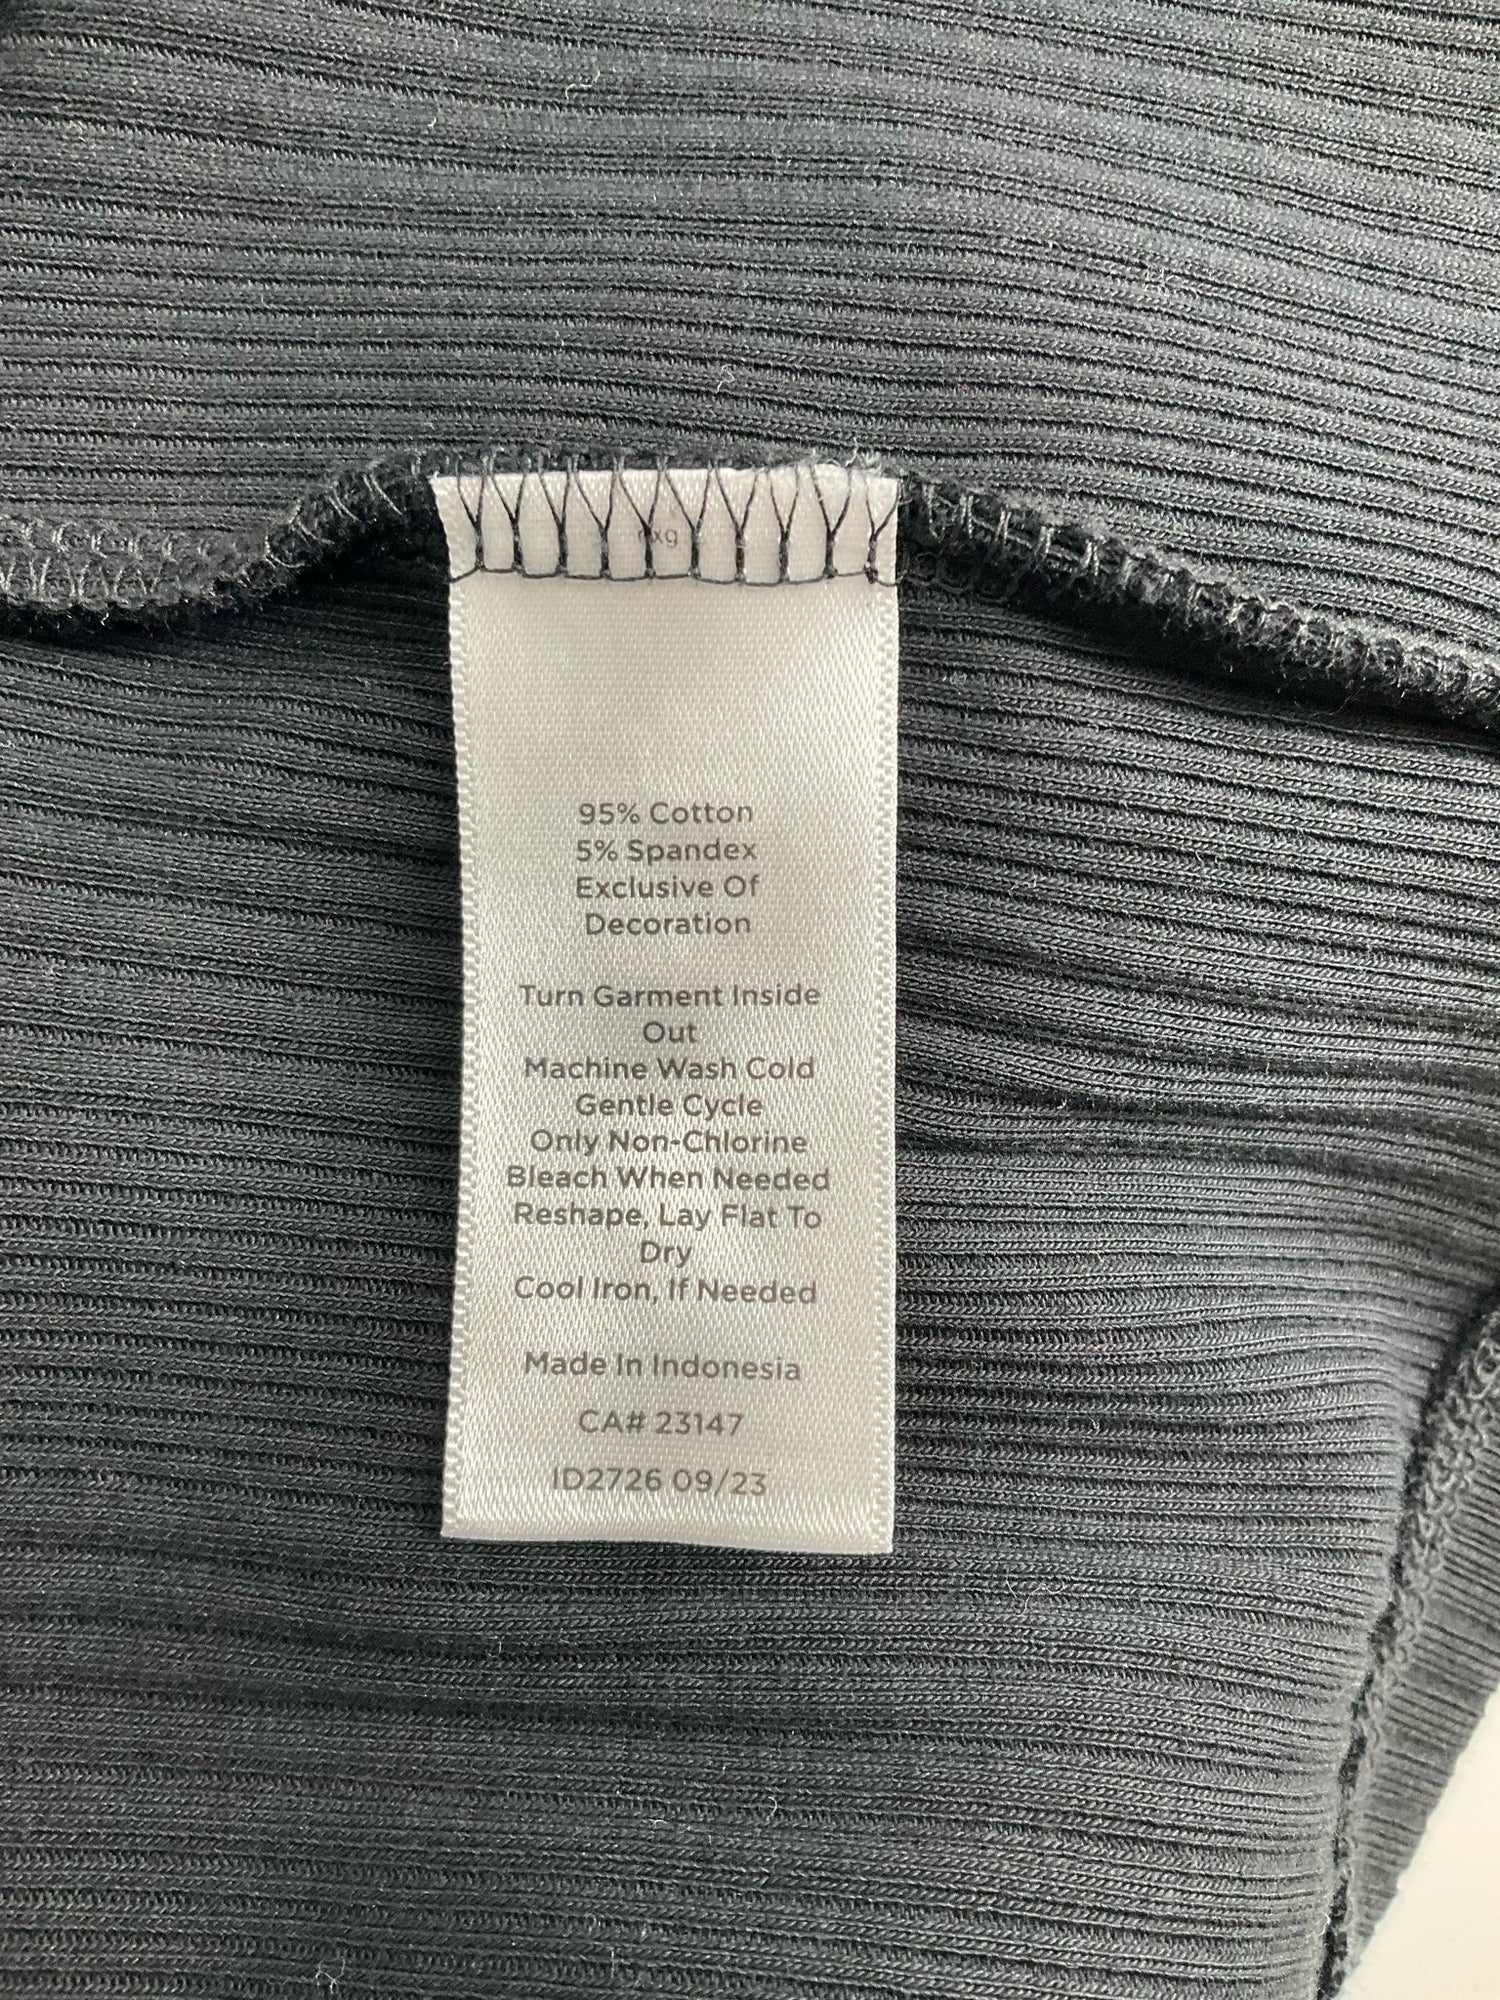 95% Cotton
5% Spandex
Exclusive Of
Decoration
Turn Garment Inside
Out
Machine Wash Cold
Gentle Cycle
Only Non-Chlorine
Bleach When Needed
Reshape, Lay Flat To
Dry
Cool Iron, If Needed
Made In Indonesia
CA# 23147
ID2726 09/23